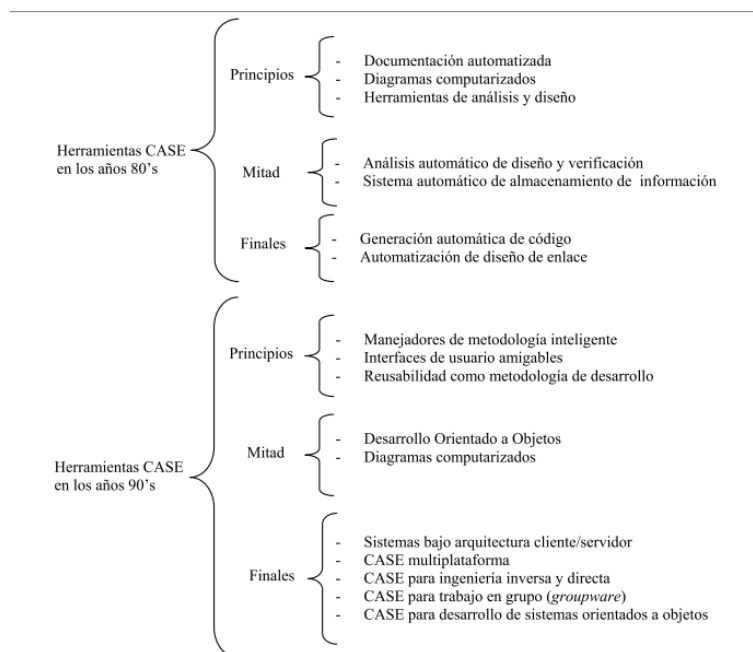 Herramientas CASE
en los años 80's
Principios
- Documentación automatizada
- Diagramas computarizados
- Herramientas de análisis y diseño
Mitad
- Análisis automático de diseño y verificación
- Sistema automático de almacenamiento de información
Finales
- Generación automática de código
- Automatización de diseño de enlace
Herramientas CASE
en los años 90's
Principios
- Manejadores de metodología inteligente
- Interfaces de usuario amigables
- Reusabilidad como metodología de desarrollo
Mitad
- Desarrollo Orientado a Objetos
- Diagramas computarizados
Finales
- Sistemas bajo arquitectura cliente/servidor
- CASE multiplataforma
- CASE para ingeniería inversa y directa
- CASE para trabajo en grupo (groupware)
- CASE para desarrollo de sistemas orientados a objetos